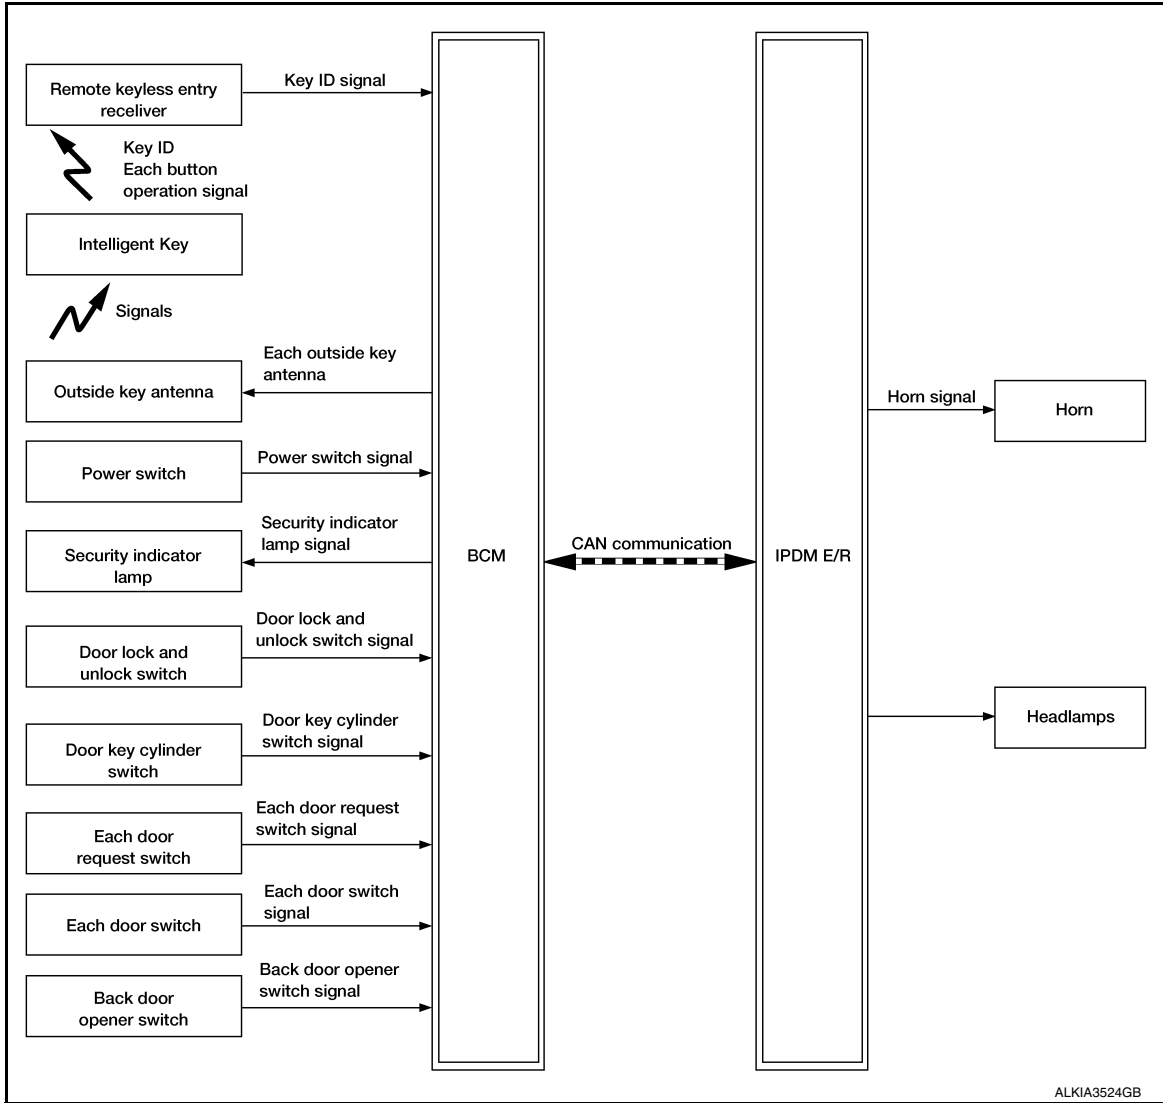 Remote keyless entry
receliver
Key ID signal
Key ID
Each button
operation signal
Intelligent Key
Signals
Each outside key
antenna
Outside key antenna
Power switch signal
Power switch
Security indicator
lamp signal
Security indicator
lamp
BCM
CAN communication
IPDM E/R
Horn signal
Horn
Door lock and
unlock switch signal
Door lock and
unlock switch
Door key cylinder
switch signal
Door key cylinder
switch
Headlamps
Each door request
switch signal
Each door
request switch
Each door switch
signal
Each door switch
Back door opener
switch signal
Back door
opener switch
ALKIA3524GB